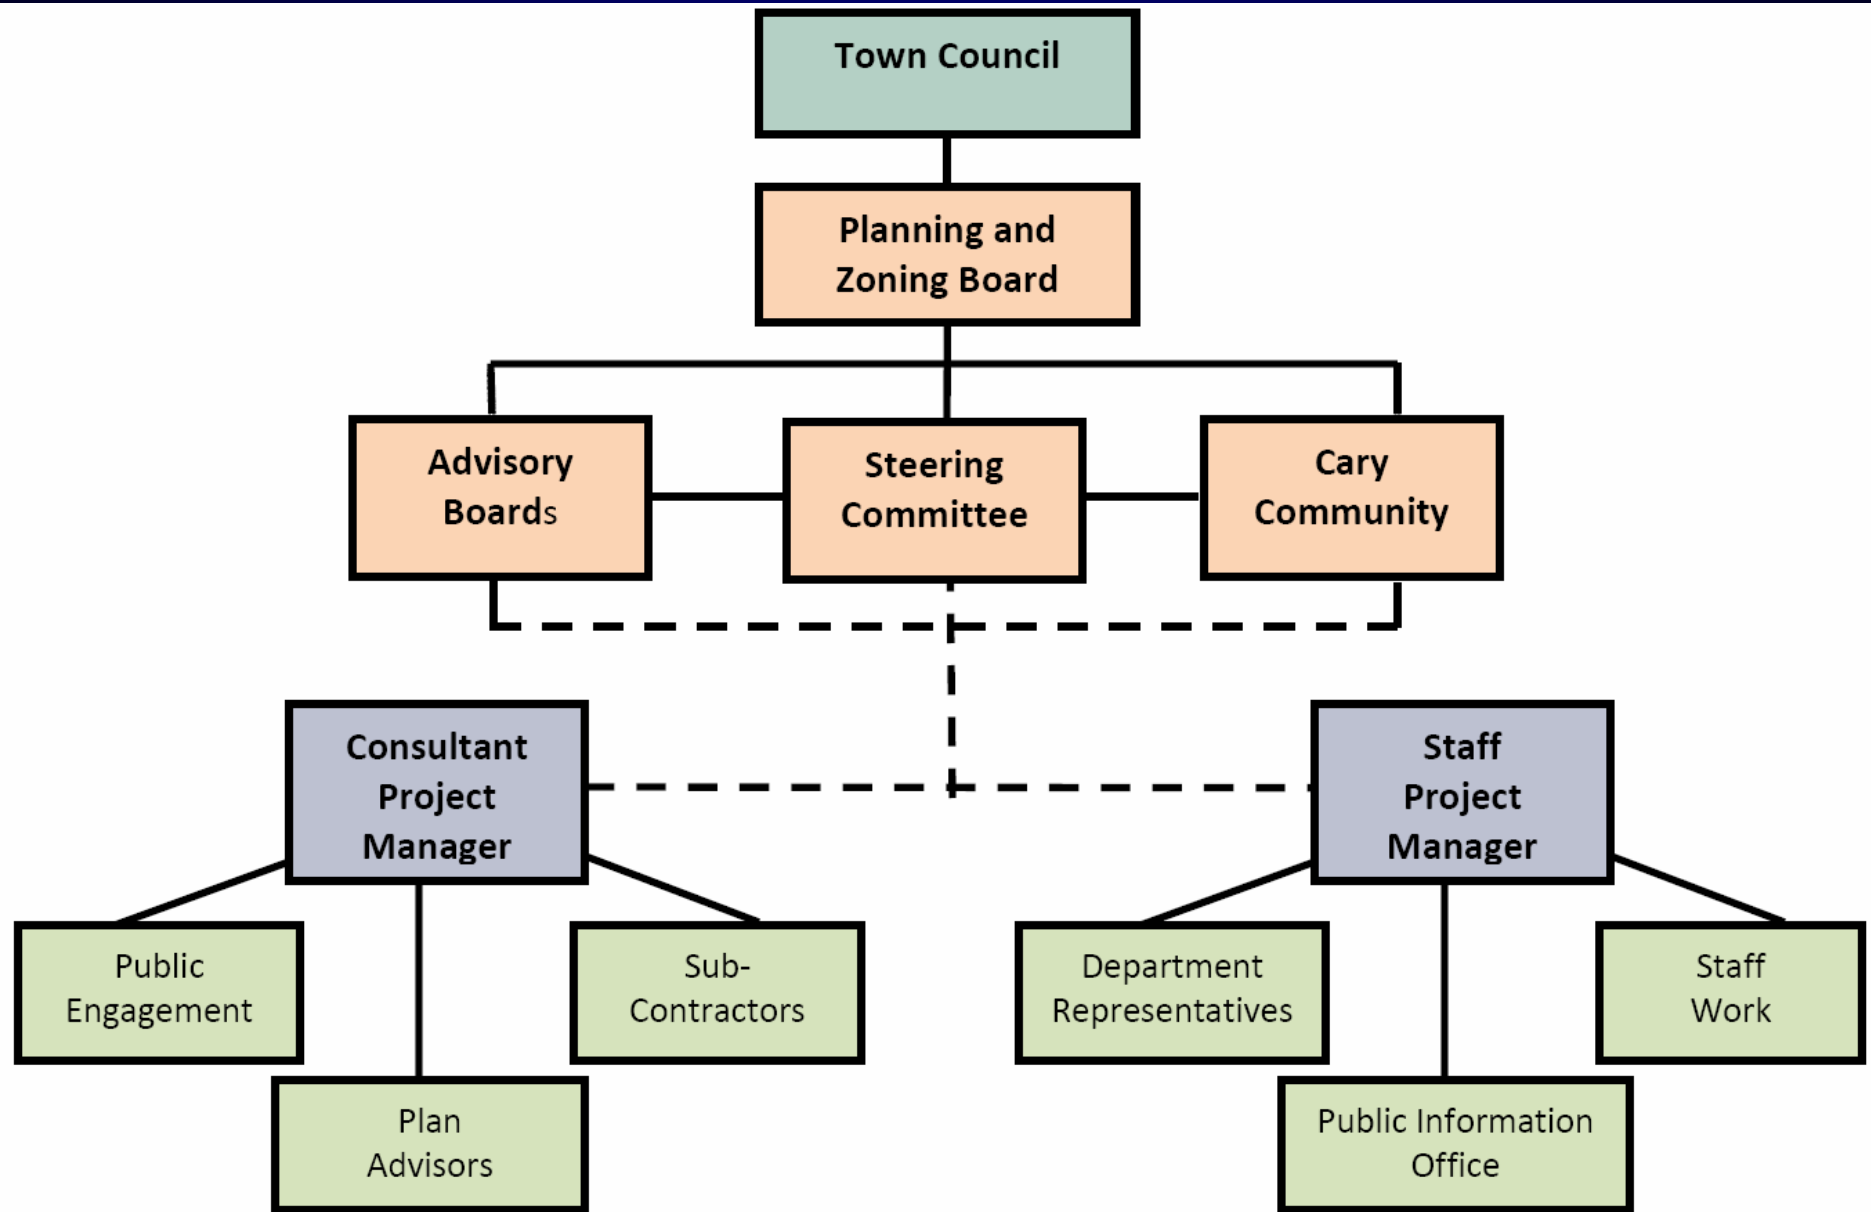 Town Council
Planning and
Zoning Board
Advisory
Boards
Steering
Committee
Cary
Community
Consultant
Project
Manager
Staff
Project
Manager
Public
Engagement
Sub-
Contractors
Department
Representatives
Staff
Work
Plan
Advisors
Public Information
Office